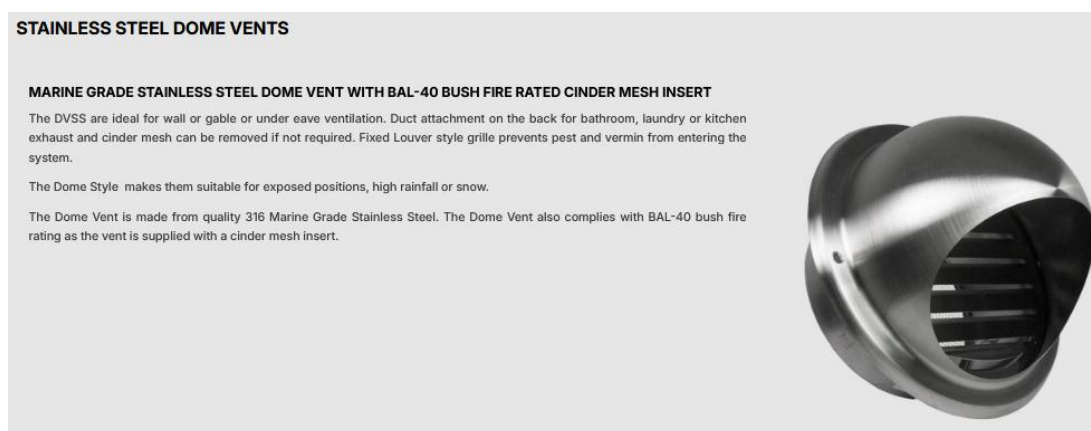 STAINLESS STEEL DOME VENTS
MARINE GRADE STAINLESS STEEL DOME VENT WITH BAL-40 BUSH FIRE RATED CINDER MESH INSERT
The DVSS are ideal for wall or gable or under eave ventilation. Duct attachment on the back for bathroom, laundry or kitchen
exhaust and cinder mesh can be removed if not required. Fixed Louver style grille prevents pest and vermin from entering the
system.
The Dome Style makes them suitable for exposed positions, high rainfall or snow.
The Dome Vent is made from quality 316 Marine Grade Stainless Steel. The Dome Vent also complies with BAL-40 bush fire
rating as the vent is supplied with a cinder mesh insert.